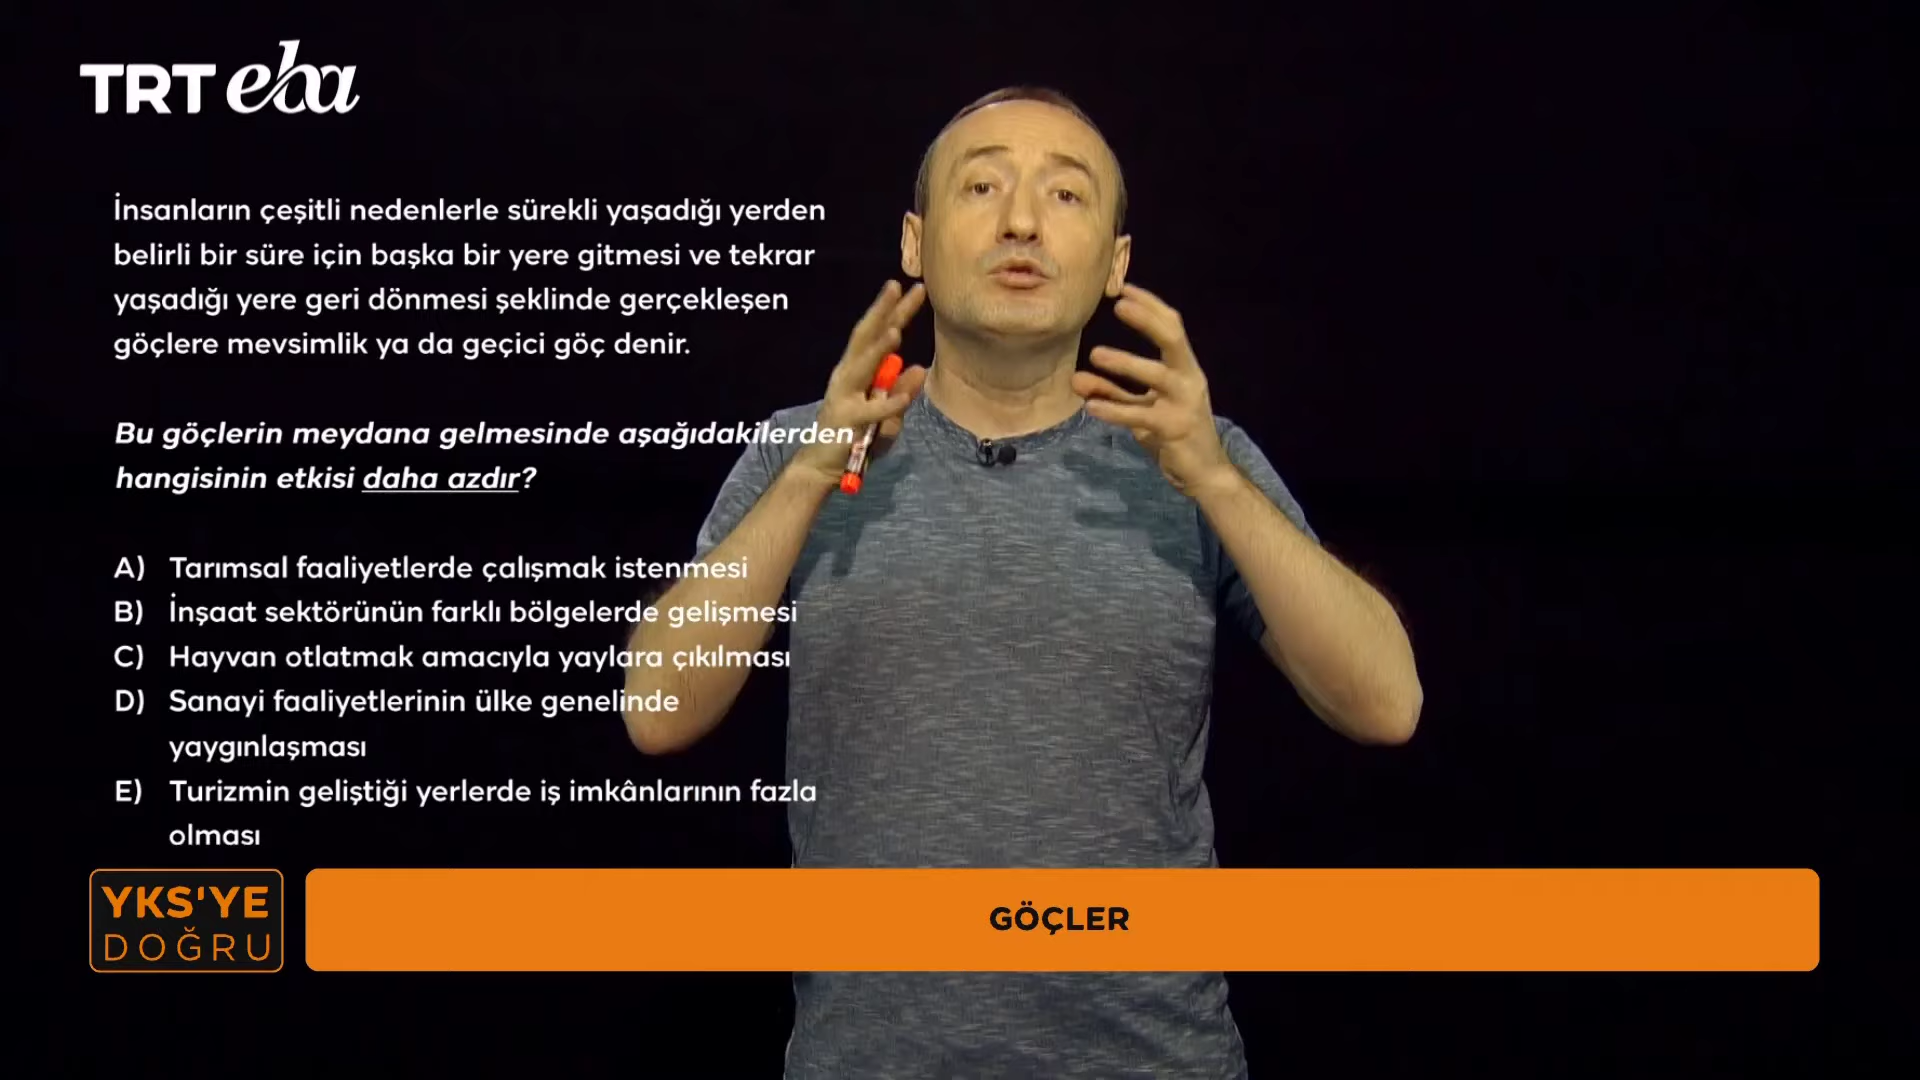 TRT eba
İnsanların çeşitli nedenlerle sürekli yaşadığı yerden
belirli bir süre için başka bir yere gitmesi ve tekrar
yaşadığı yere geri dönmesi şeklinde gerçekleşen
göçlere mevsimlik ya da geçici göç denir.
Bu göçlerin meydana gelmesinde aşağıdakilerden
hangisinin etkisi daha azdır?
A) Tarımsal faaliyetlerde çalışmak istenmesi
B) İnşaat sektörünün farklı bölgelerde gelişmesi
C) Hayvan otlatmak amacıyla yaylara çıkılması
D) Sanayi faaliyetlerinin ülke genelinde
yaygınlaşması
E) Turizmin geliştiği yerlerde iş imkânlarının fazla
olması
YKS'YE
DOĞRU
GÖÇLER